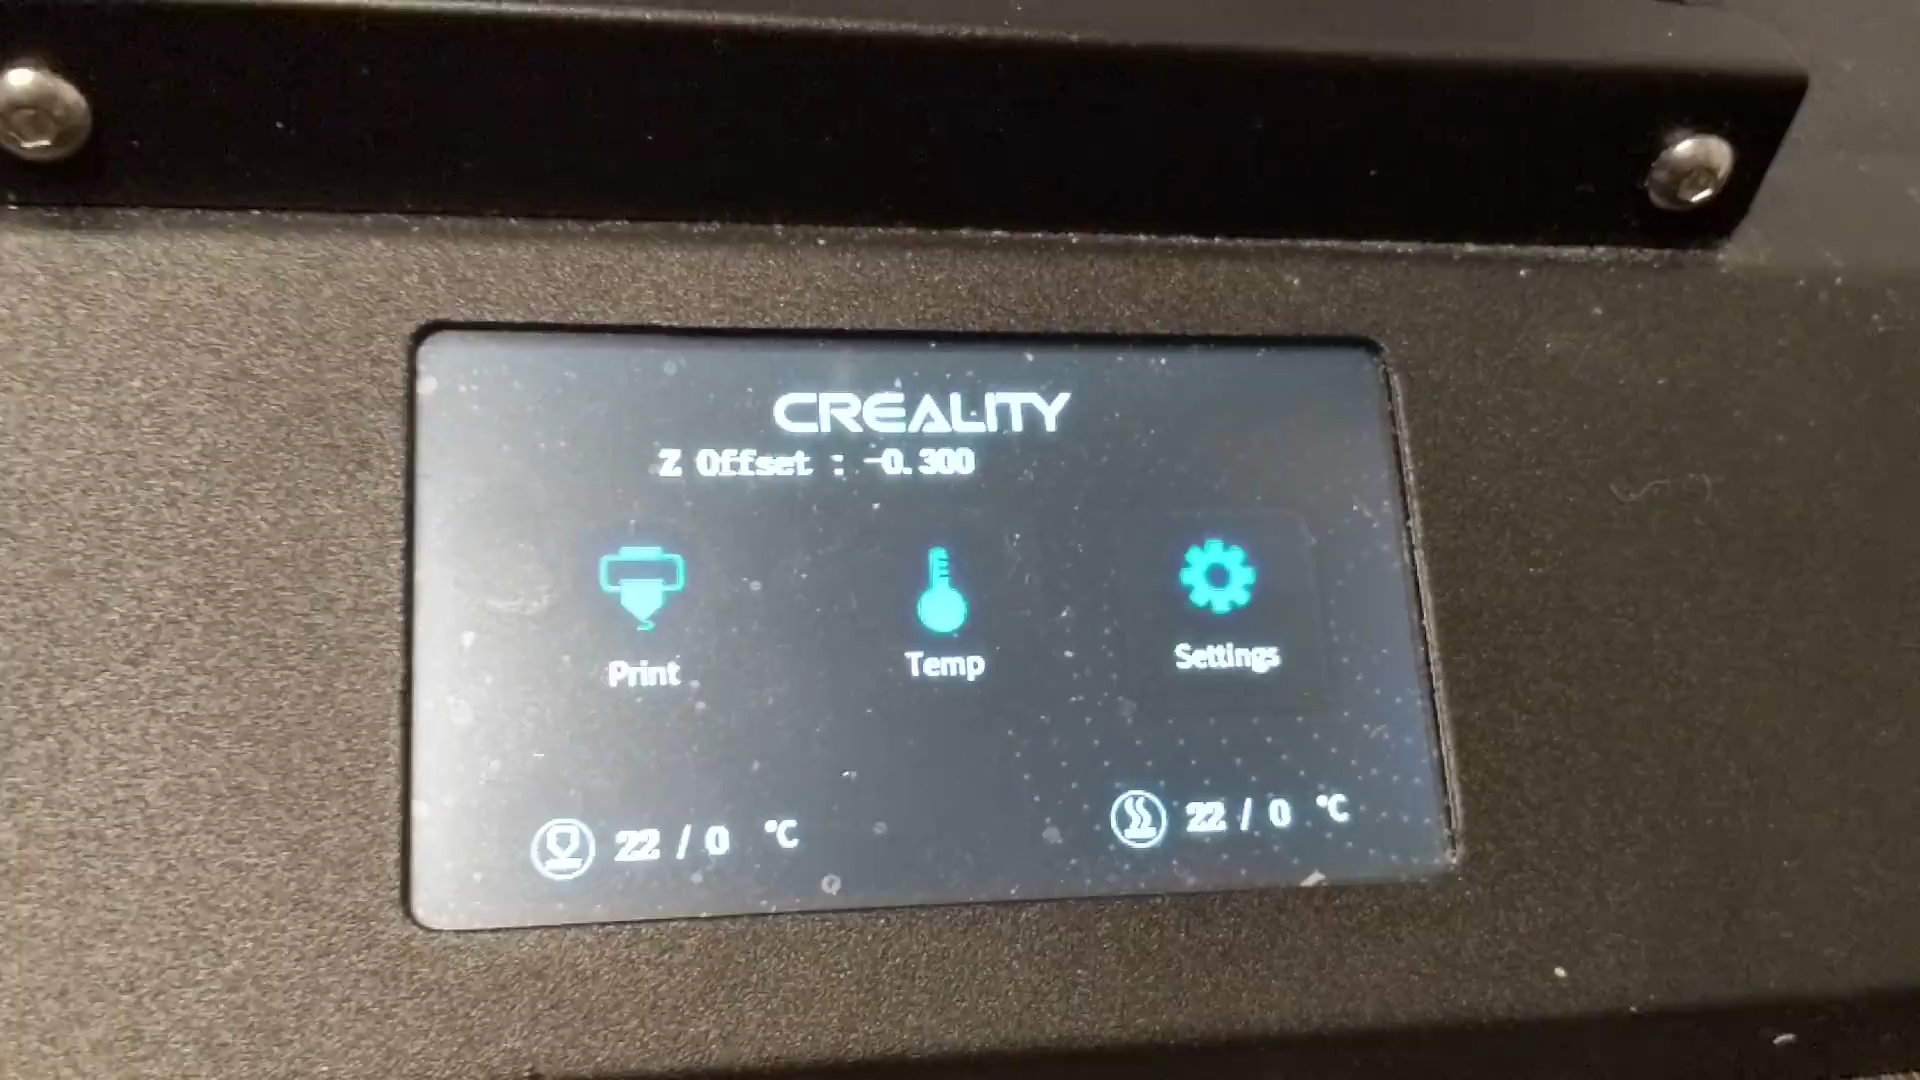 CREALITY
Z Offset : -0.300
Print
Temp
Settings
22 / 0 °C
22 / 0 °C